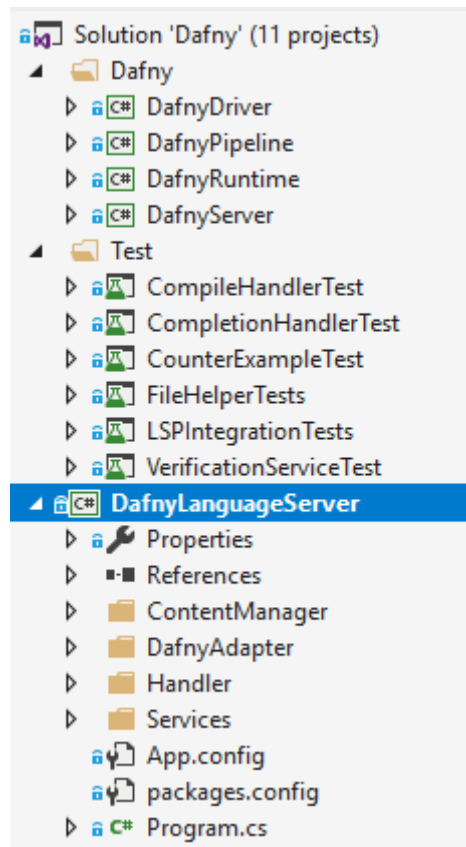 Solution 'Dafny' (11 projects)
Dafny
C# DafnyDriver
C# DafnyPipeline
C# DafnyRuntime
C# DafnyServer
Test
CompileHandlerTest
CompletionHandlerTest
CounterExampleTest
FileHelperTests
LSPIntegrationTests
VerificationServiceTest
C# DafnyLanguageServer
Properties
References
ContentManager
DafnyAdapter
Handler
Services
App.config
packages.config
C# Program.cs